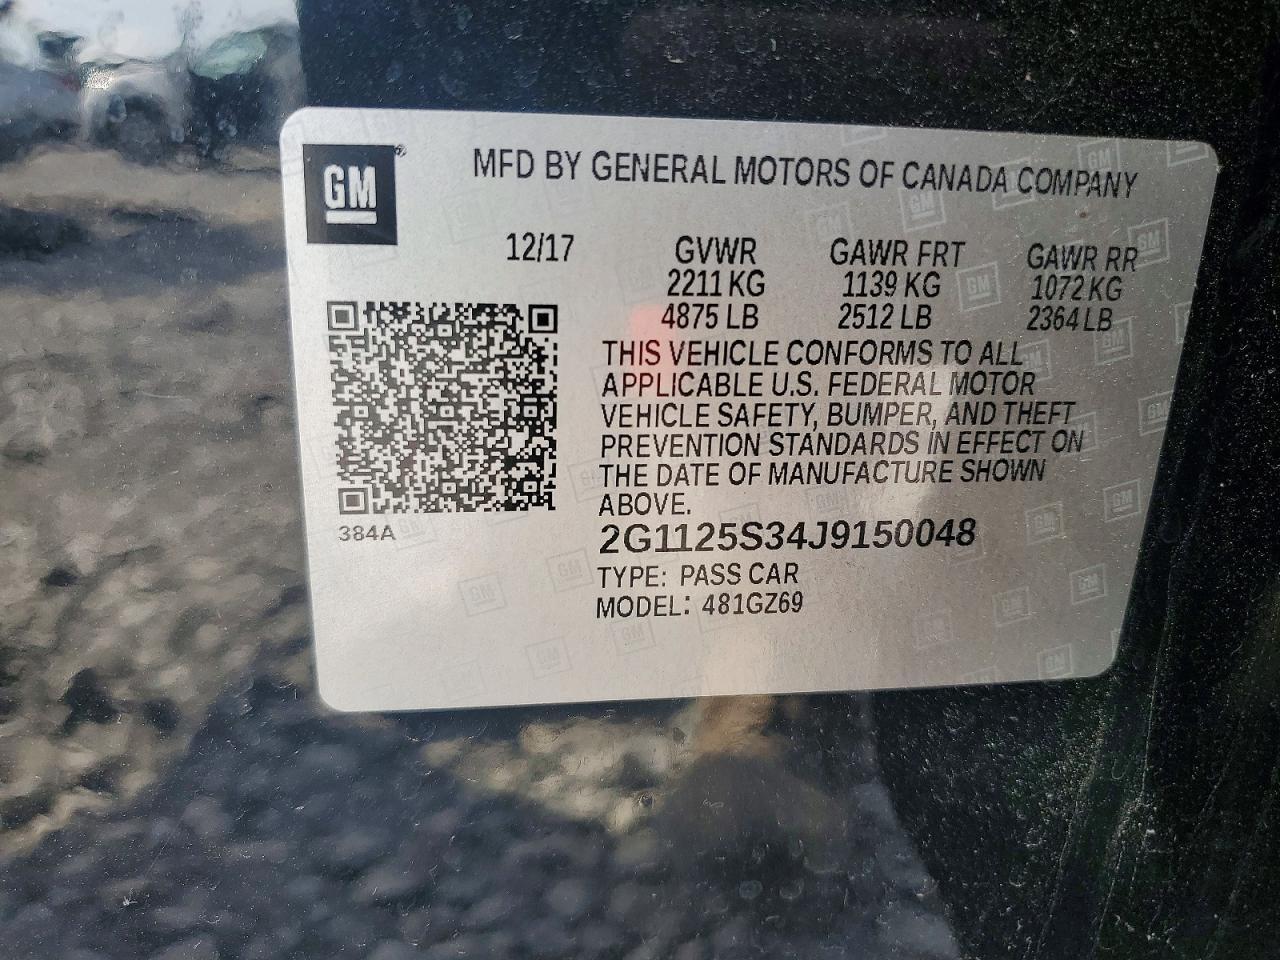 GM
MFD BY GENERAL MOTORS OF CANADA COMPANY
12/17 GVWR GAWR FRT GAWR RR
2211 KG 1139 KG 1072 KG
4875 LB 2512 LB 2364 LB
THIS VEHICLE CONFORMS TO ALL
APPLICABLE U.S. FEDERAL MOTOR
VEHICLE SAFETY, BUMPER, AND THEFT
PREVENTION STANDARDS IN EFFECT ON
THE DATE OF MANUFACTURE SHOWN
ABOVE.
384A
2G1125S34J9150048
TYPE: PASS CAR
MODEL: 481GZ69